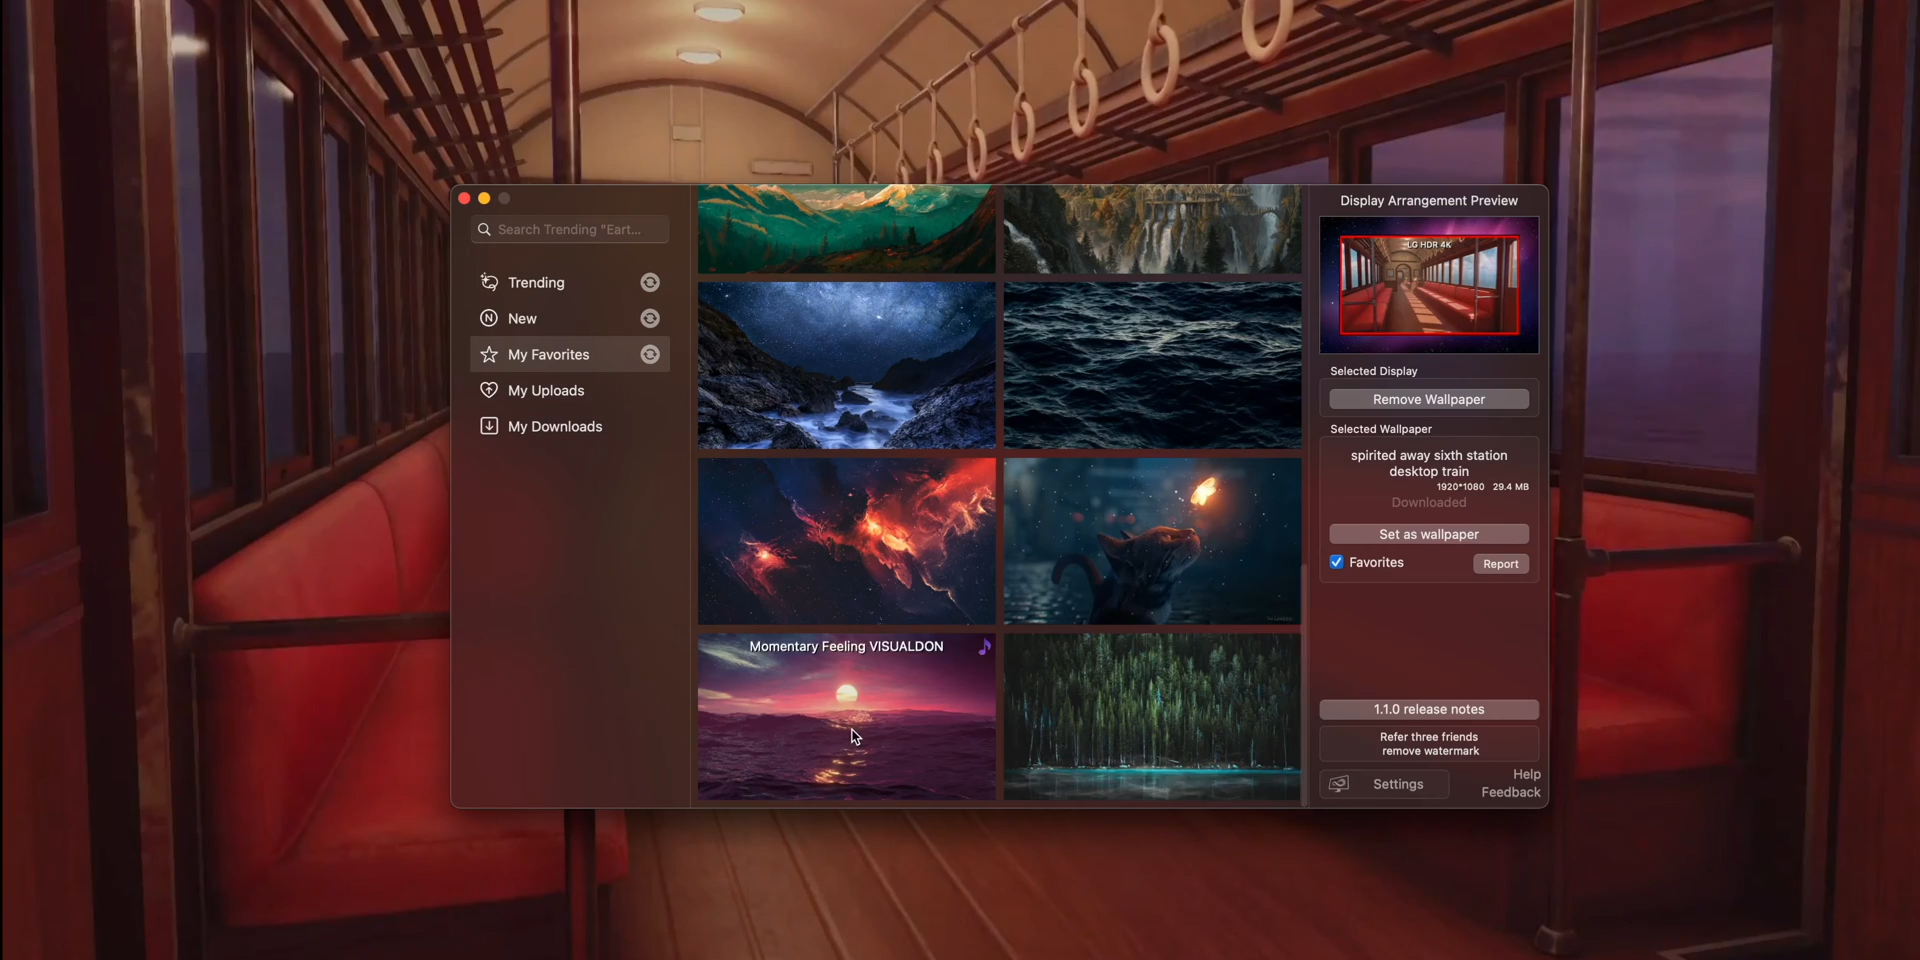 Search Trending "Eart...
Trending
New
My Favorites
My Uploads
My Downloads
Momentary Feeling VISUALDON
Display Arrangement Preview
LG HDR 4K
Selected Display
Remove Wallpaper
Selected Wallpaper
spirited away sixth station
desktop train
1920*1080 29.4 MB
Downloaded
Set as wallpaper
Favorites
Report
1.1.0 release notes
Refer three friends
remove watermark
Settings
Help
Feedback